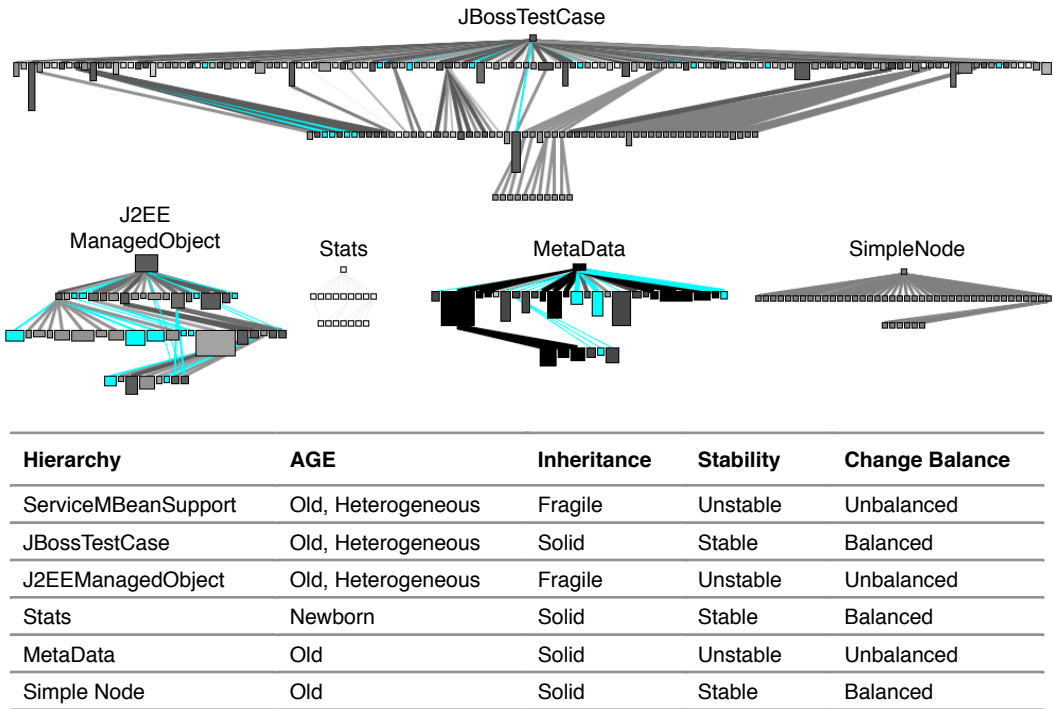 JBossTestCase
J2EE
ManagedObject
Stats
MetaData
SimpleNode
Hierarchy AGE Inheritance Stability Change Balance
ServiceMBeanSupport Old, Heterogeneous Fragile Unstable Unbalanced
JBossTestCase Old, Heterogeneous Solid Stable Balanced
J2EEManagedObject Old, Heterogeneous Fragile Unstable Unbalanced
Stats Newborn Solid Stable Balanced
MetaData Old Solid Unstable Unbalanced
Simple Node Old Solid Stable Balanced